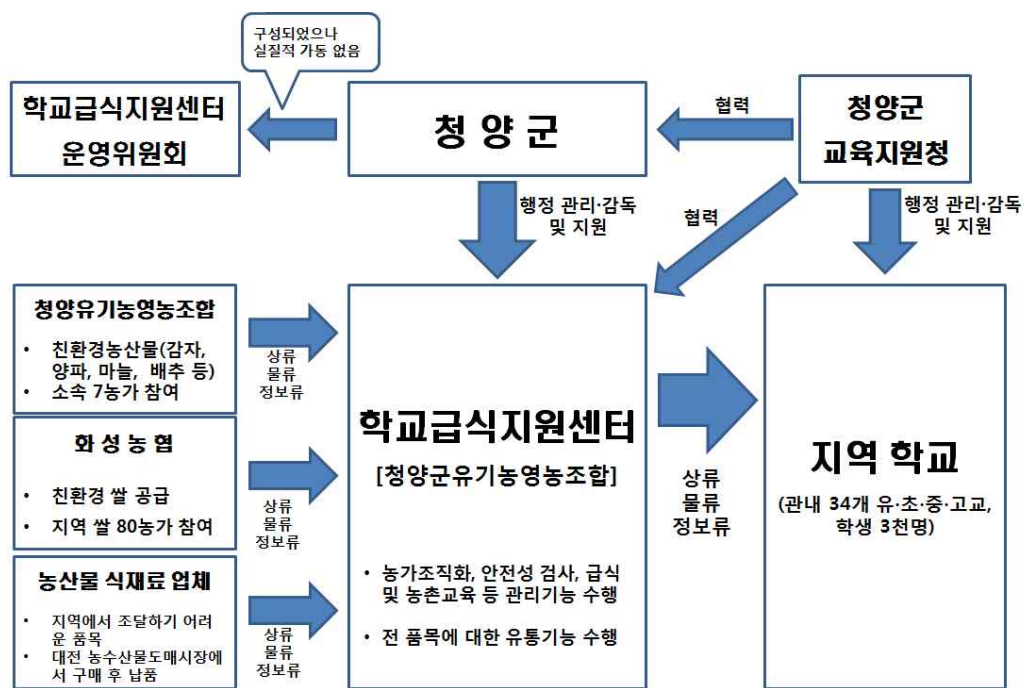 구성되었으나
실질적 가동 없음
학교급식지원센터
운영위원회
청 양 군
협력
청양군
교육지원청
행정 관리·감독
및 지원
협력
행정 관리·감독
및 지원
청양유기농영농조합
• 친환경농산물(감자,
양파, 마늘, 배추 등)
• 소속 7농가 참여
상류
물류
정보류
화 성 농 협
• 친환경 쌀 공급
• 지역 쌀 80농가 참여
상류
물류
정보류
농산물 식재료 업체
• 지역에서 조달하기 어려
운 품목
• 대전 농수산물도매시장에
서 구매 후 납품
상류
물류
정보류
학교급식지원센터
[청양군유기농영농조합]
• 농가조직화, 안전성 검사, 급식
및 농촌교육 등 관리기능 수행
• 전 품목에 대한 유통기능 수행
상류
물류
정보류
지역 학교
(관내 34개 유·초·중·고교,
학생 3천명)